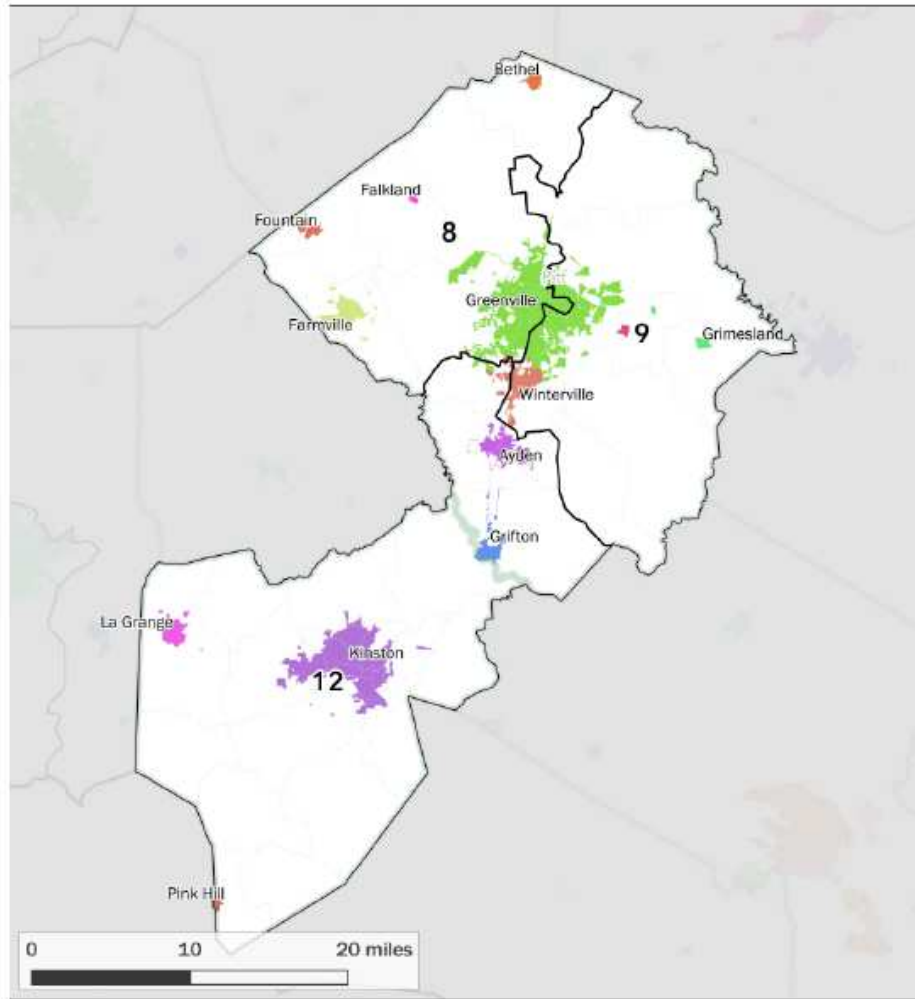 Bethel
Falkland
Fountain
8
Pitt
Greenville
Farmville
9
Grimesland
Winterville
Ayden
Grifton
La Grange
Kinston
12
Pink Hill
0 10 20 miles